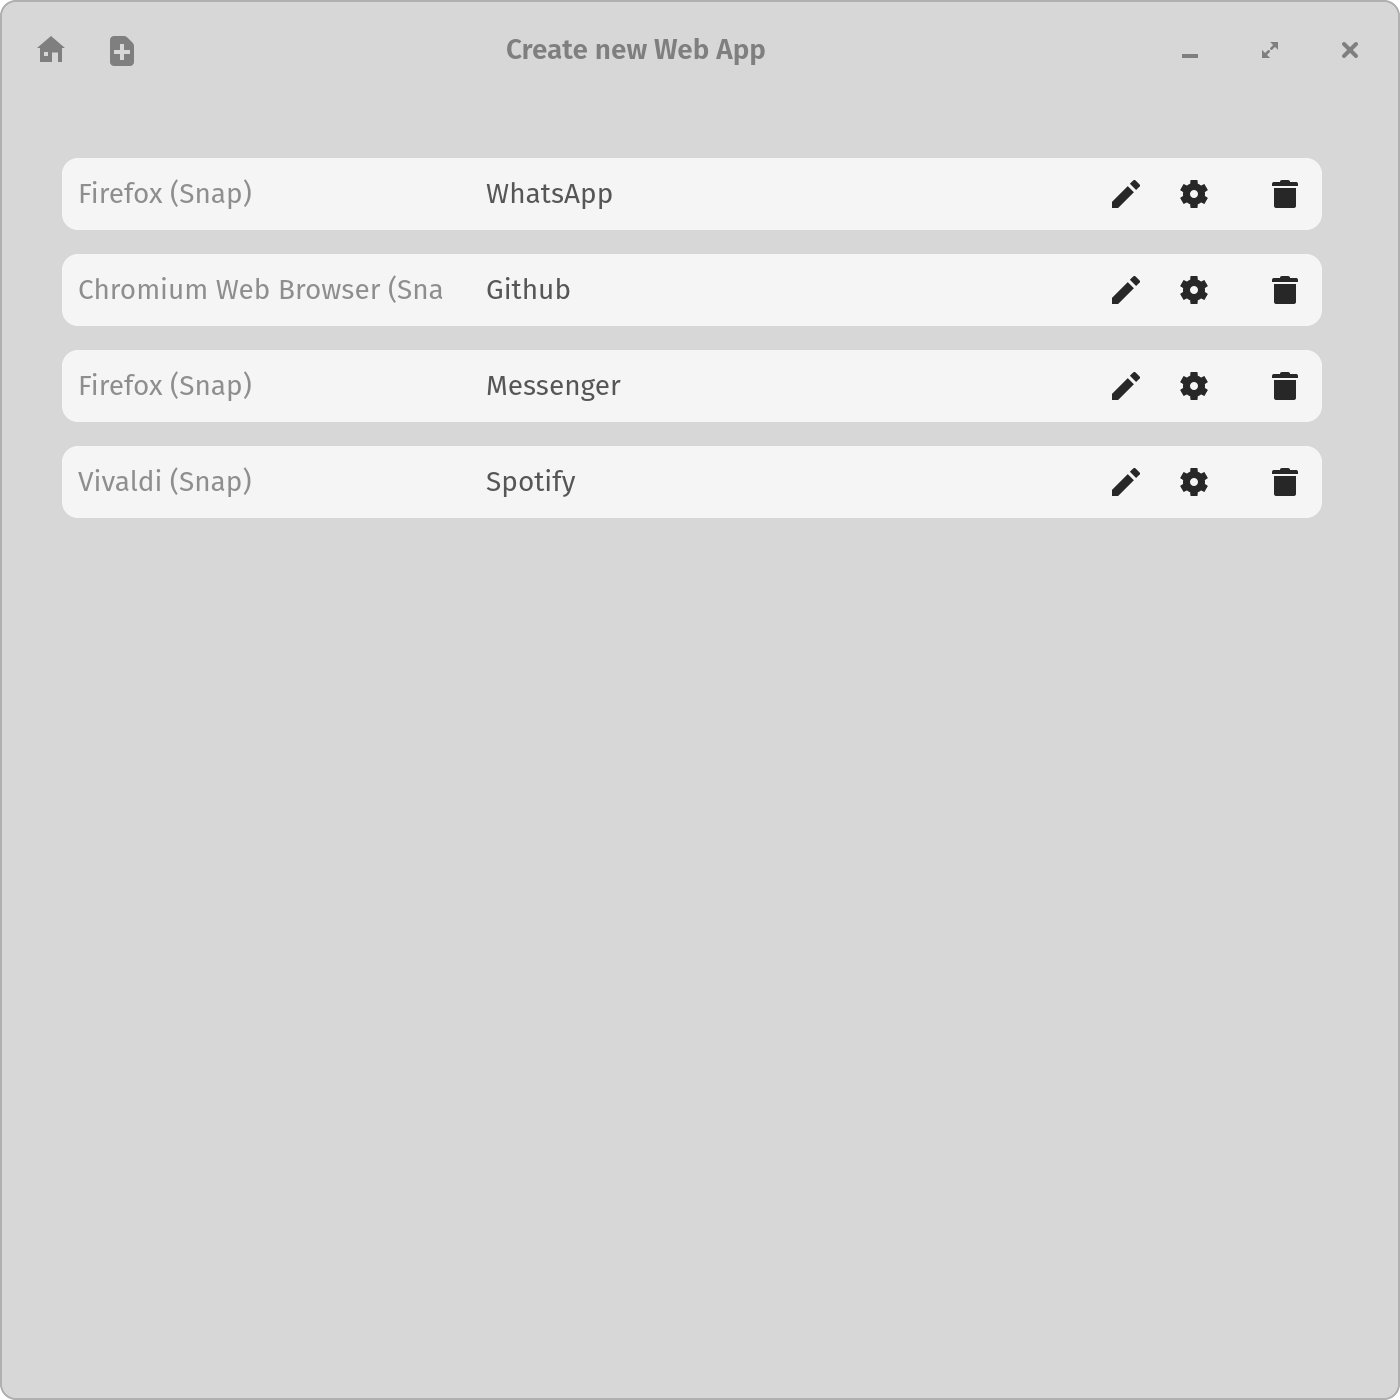 Create new Web App
Firefox (Snap) WhatsApp
Chromium Web Browser (Sna Github
Firefox (Snap) Messenger
Vivaldi (Snap) Spotify